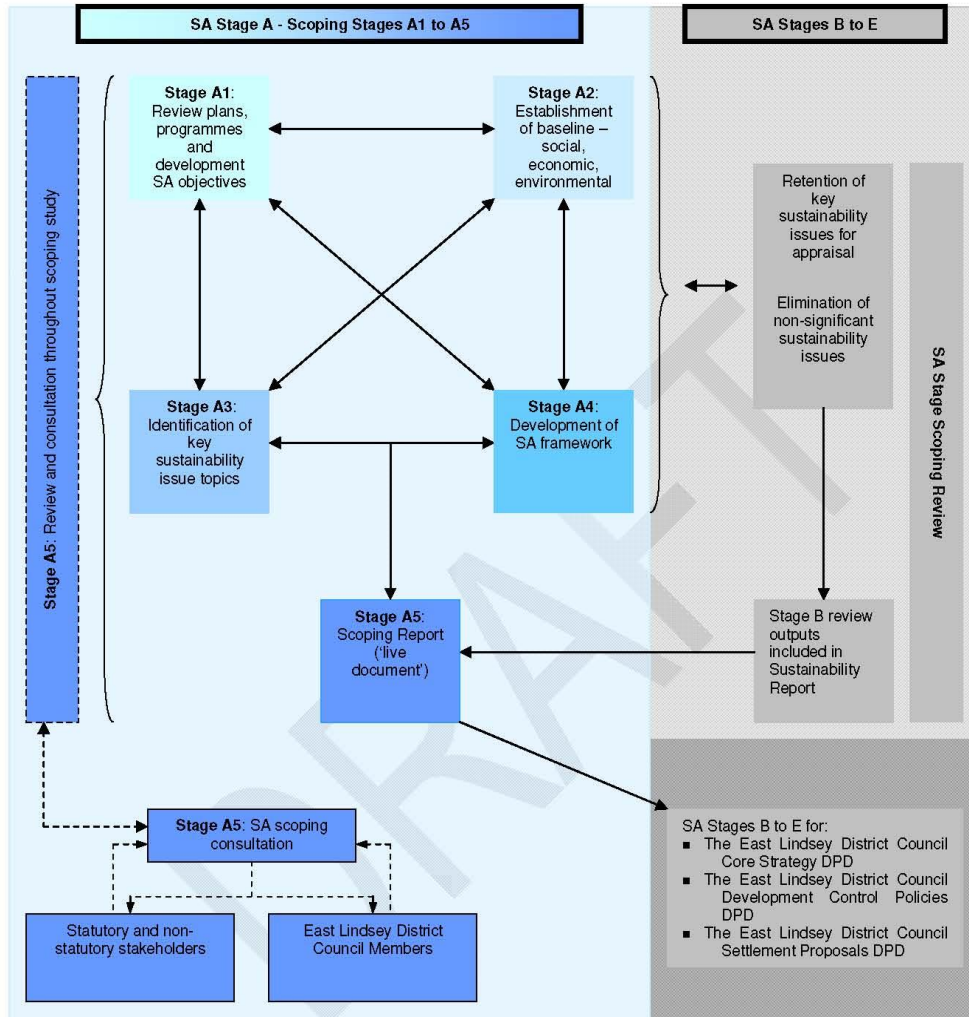 SA Stage A - Scoping Stages A1 to A5
SA Stages B to E
Stage A5: Review and consultation throughout scoping study
Stage A1:
Review plans,
programmes
and
development
SA objectives
Stage A2:
Establishment
of baseline –
social,
economic,
environmental
Stage A3:
Identification of
key
sustainability
issue topics
Stage A4:
Development of
SA framework
Retention of
key
sustainability
issues for
appraisal
Elimination of
non-significant
sustainability
issues
SA Stage Scoping Review
Stage A5:
Scoping Report
(‘live
document’)
Stage B review
outputs
included in
Sustainability
Report
Stage A5: SA scoping
consultation
Statutory and non-
statutory stakeholders
East Lindsey District
Council Members
SA Stages B to E for:
■ The East Lindsey District Council
Core Strategy DPD
■ The East Lindsey District Council
Development Control Policies
DPD
■ The East Lindsey District Council
Settlement Proposals DPD
DRAFT